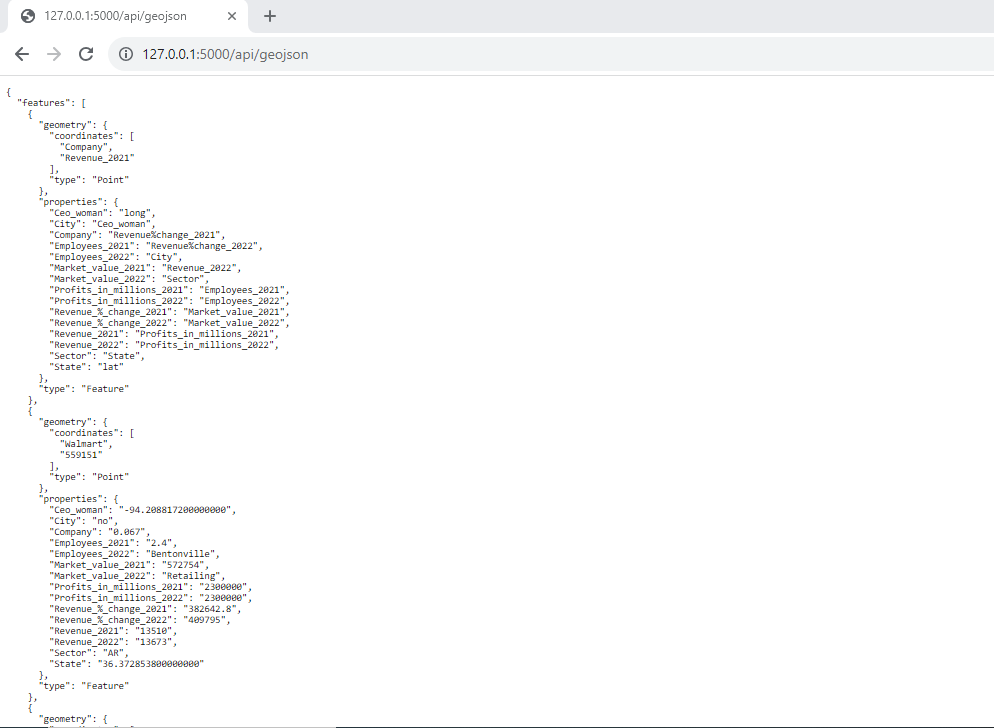 127.0.0.1:5000/api/geojson
127.0.0.1:5000/api/geojson
{
"features": [
{
"geometry": {
"coordinates": [
"Company",
"Revenue_2021"
],
"type": "Point"
},
"properties": {
"Ceo_woman": "long",
"City": "Ceo_woman",
"Company": "Revenue%change_2021",
"Employees_2021": "Revenue%change_2022",
"Employees_2022": "City",
"Market_value_2021": "Revenue_2022",
"Market_value_2022": "Sector",
"Profits_in_millions_2021": "Employees_2021",
"Profits_in_millions_2022": "Employees_2022",
"Revenue_%_change_2021": "Market_value_2021",
"Revenue_%_change_2022": "Market_value_2022",
"Revenue_2021": "Profits_in_millions_2021",
"Revenue_2022": "Profits_in_millions_2022",
"Sector": "State",
"State": "lat"
},
"type": "Feature"
},
{
"geometry": {
"coordinates": [
"Walmart",
"559151"
],
"type": "Point"
},
"properties": {
"Ceo_woman": "-94.208817200000000",
"City": "no",
"Company": "0.067",
"Employees_2021": "2.4",
"Employees_2022": "Bentonville",
"Market_value_2021": "572754",
"Market_value_2022": "Retailing",
"Profits_in_millions_2021": "2300000",
"Profits_in_millions_2022": "2300000",
"Revenue_%_change_2021": "382642.8",
"Revenue_%_change_2022": "409795",
"Revenue_2021": "13510",
"Revenue_2022": "13673",
"Sector": "AR",
"State": "36.372853800000000"
},
"type": "Feature"
},
{
"geometry": {